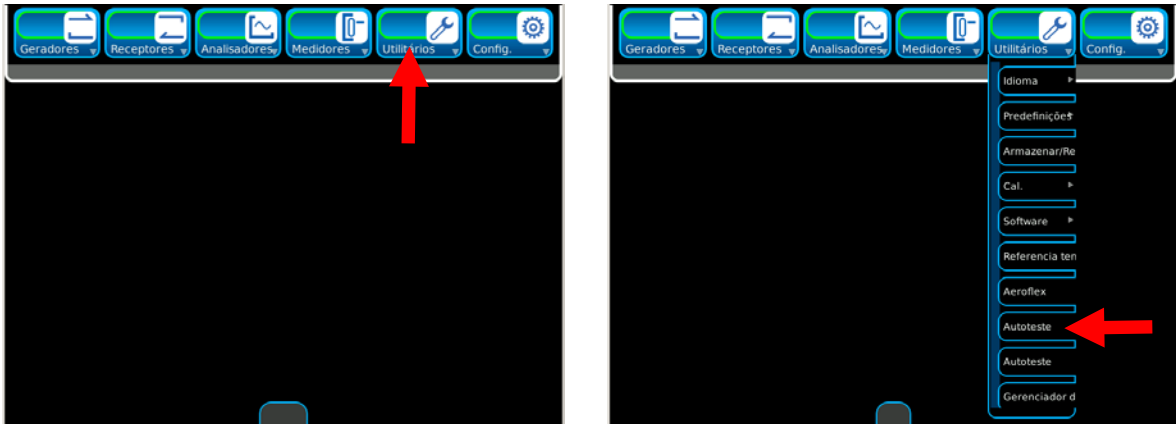 Geradores Receptores Analisadores Medidores Utilitários Config.
Geradores Receptores Analisadores Medidores Utilitários Config.
Idioma
Predefinições
Armazenar/Re
Cal.
Software
Referencia ten
Aeroflex
Autoteste
Autoteste
Gerenciador d